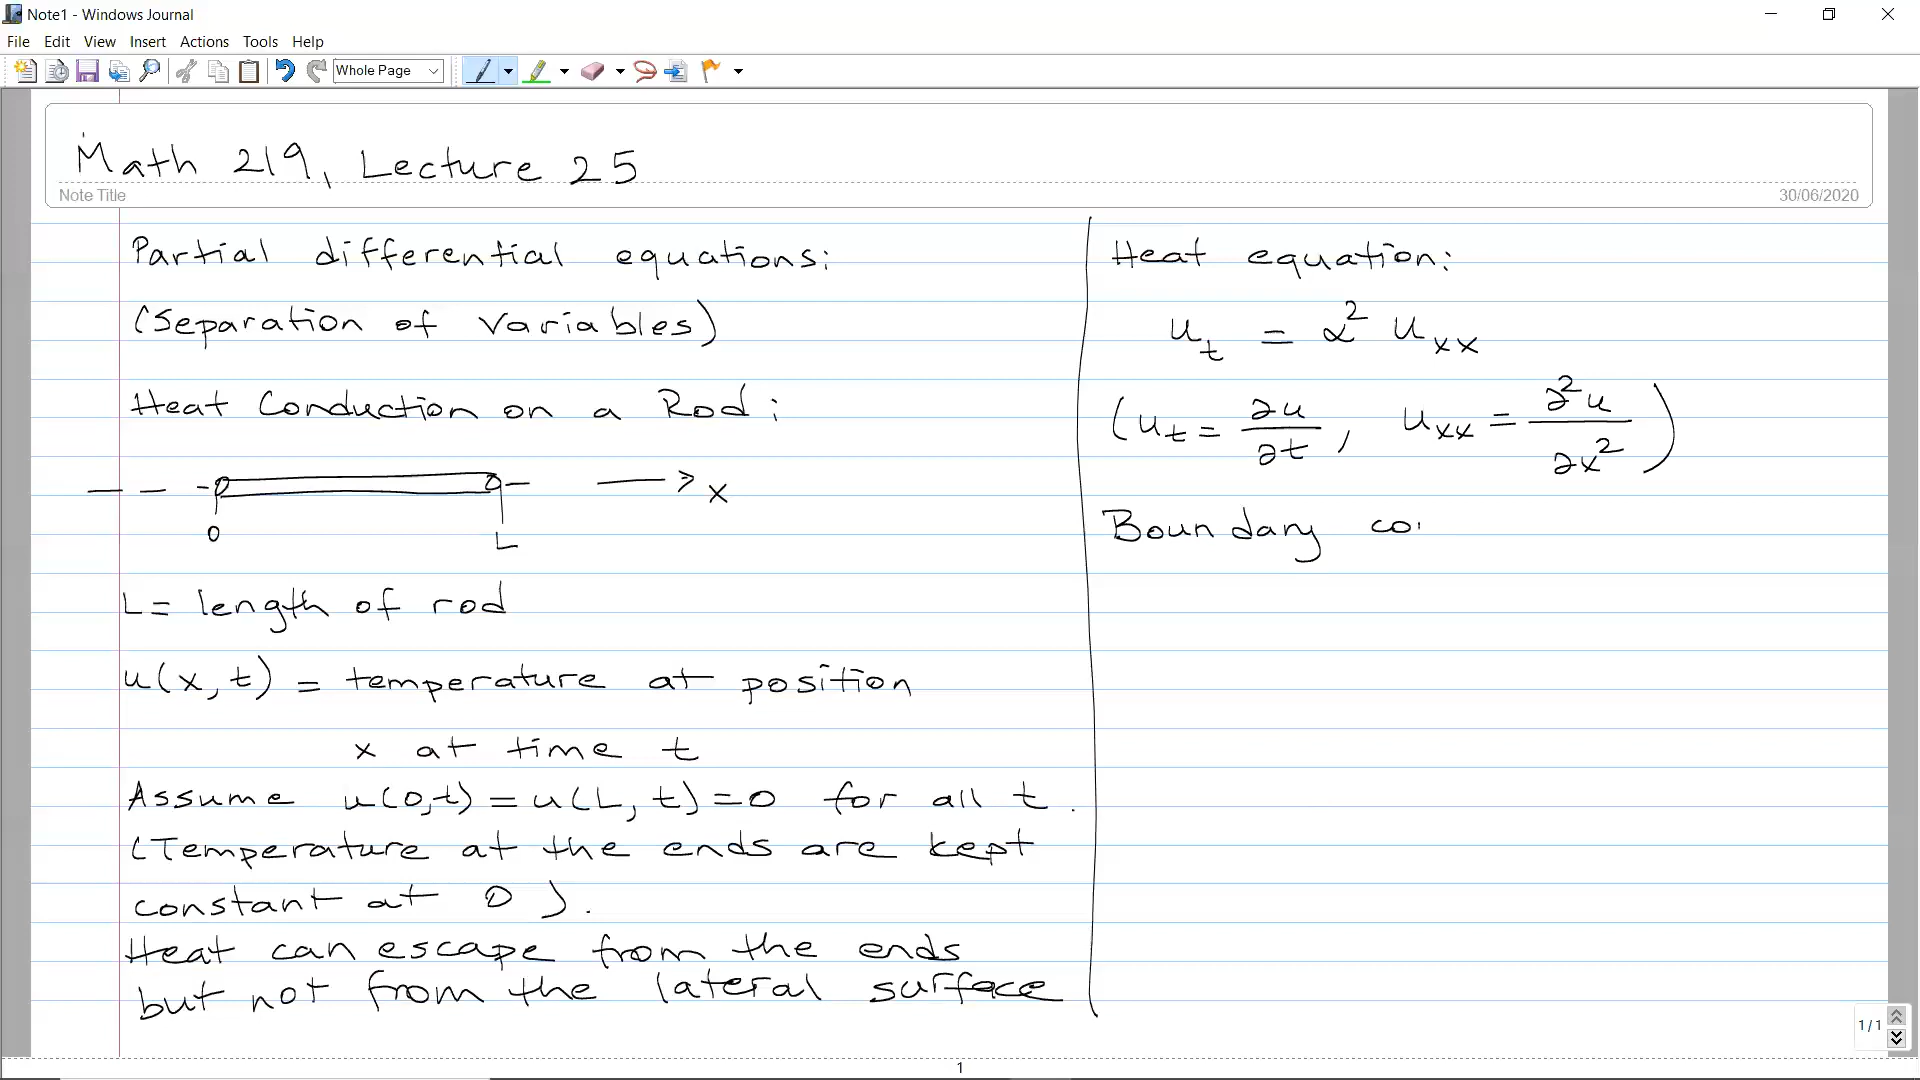 Note1 - Windows Journal
File Edit View Insert Actions Tools Help
Whole Page
Math 219, Lecture 25
Note Title
30/06/2020
Partial differential equations:
(Separation of variables)
Heat Conduction on a Rod:
x
0
L
L = length of rod
u(x,t) = temperature at position
x at time t
Assume u(0,t) = u(L,t) = 0 for all t.
(Temperature at the ends are kept
constant at 0).
Heat can escape from the ends
but not from the lateral surface
Heat equation:
u_t = α² u_xx
(u_t = ∂u/∂t, u_xx = ∂²u/∂x²)
Boundary co
1/1
1